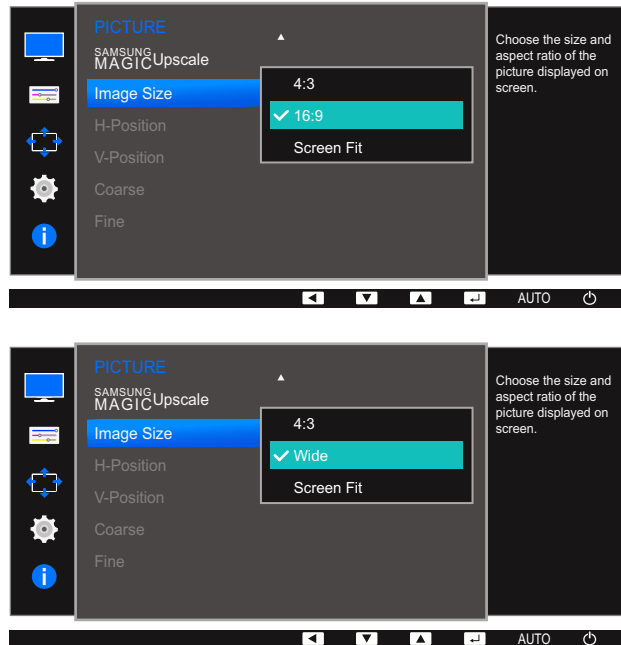 PICTURE
SAMSUNG
MAGICUpscale
Image Size
H-Position
V-Position
Coarse
Fine
4:3
16:9
Screen Fit
Choose the size and
aspect ratio of the
picture displayed on
screen.
AUTO
PICTURE
SAMSUNG
MAGICUpscale
Image Size
H-Position
V-Position
Coarse
Fine
4:3
Wide
Screen Fit
Choose the size and
aspect ratio of the
picture displayed on
screen.
AUTO